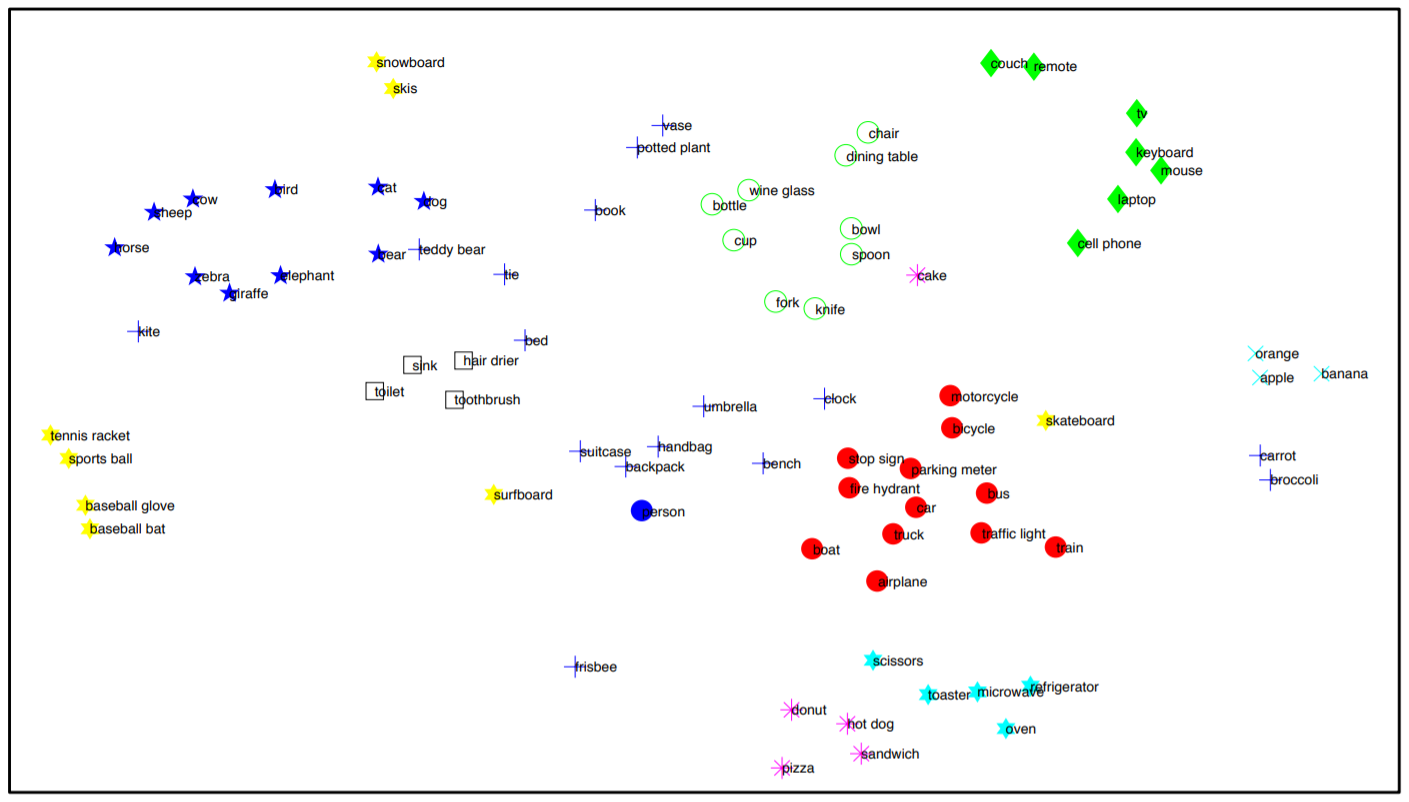 snowboard
couch
remote
skis
tv
vase
chair
potted plant
keyboard
dining table
mouse
cat
bird
wine glass
cow
laptop
dog
bottle
sheep
book
bowl
cup
cell phone
horse
teddy bear
bear
spoon
tie
cake
zebra
elephant
giraffe
fork
knife
kite
bed
orange
hair drier
sink
banana
apple
toilet
motorcycle
clock
toothbrush
umbrella
skateboard
bicycle
tennis racket
handbag
suitcase
carrot
sports ball
stop sign
bench
backpack
parking meter
broccoli
fire hydrant
surfboard
bus
baseball glove
car
person
baseball bat
truck
traffic light
train
boat
airplane
scissors
frisbee
refrigerator
microwave
toaster
donut
hot dog
oven
sandwich
pizza